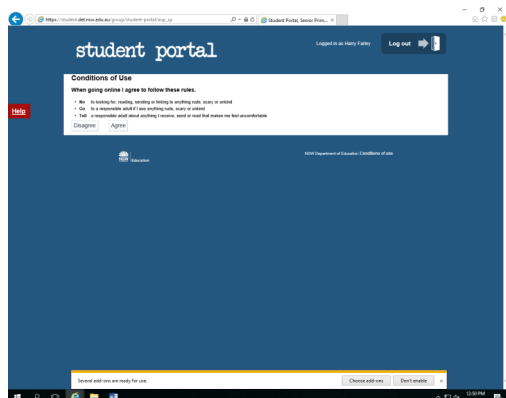 https://student.det.nsw.edu.au/group/student-portal/aup_sp
Student Portal, Senior Prim...
student portal
Logged in as Harry Farley
Log out
Conditions of Use
When going online I agree to follow these rules.
• No to looking for, reading, sending or linking to anything rude, scary or unkind
• Go to a responsible adult if I see anything rude, scary or unkind
• Tell a responsible adult about anything I receive, send or read that makes me feel uncomfortable
Disagree Agree
Help
NSW Education
NSW Department of Education Conditions of use
Several add-ons are ready for use.
Choose add-ons Don't enable
12:50 PM